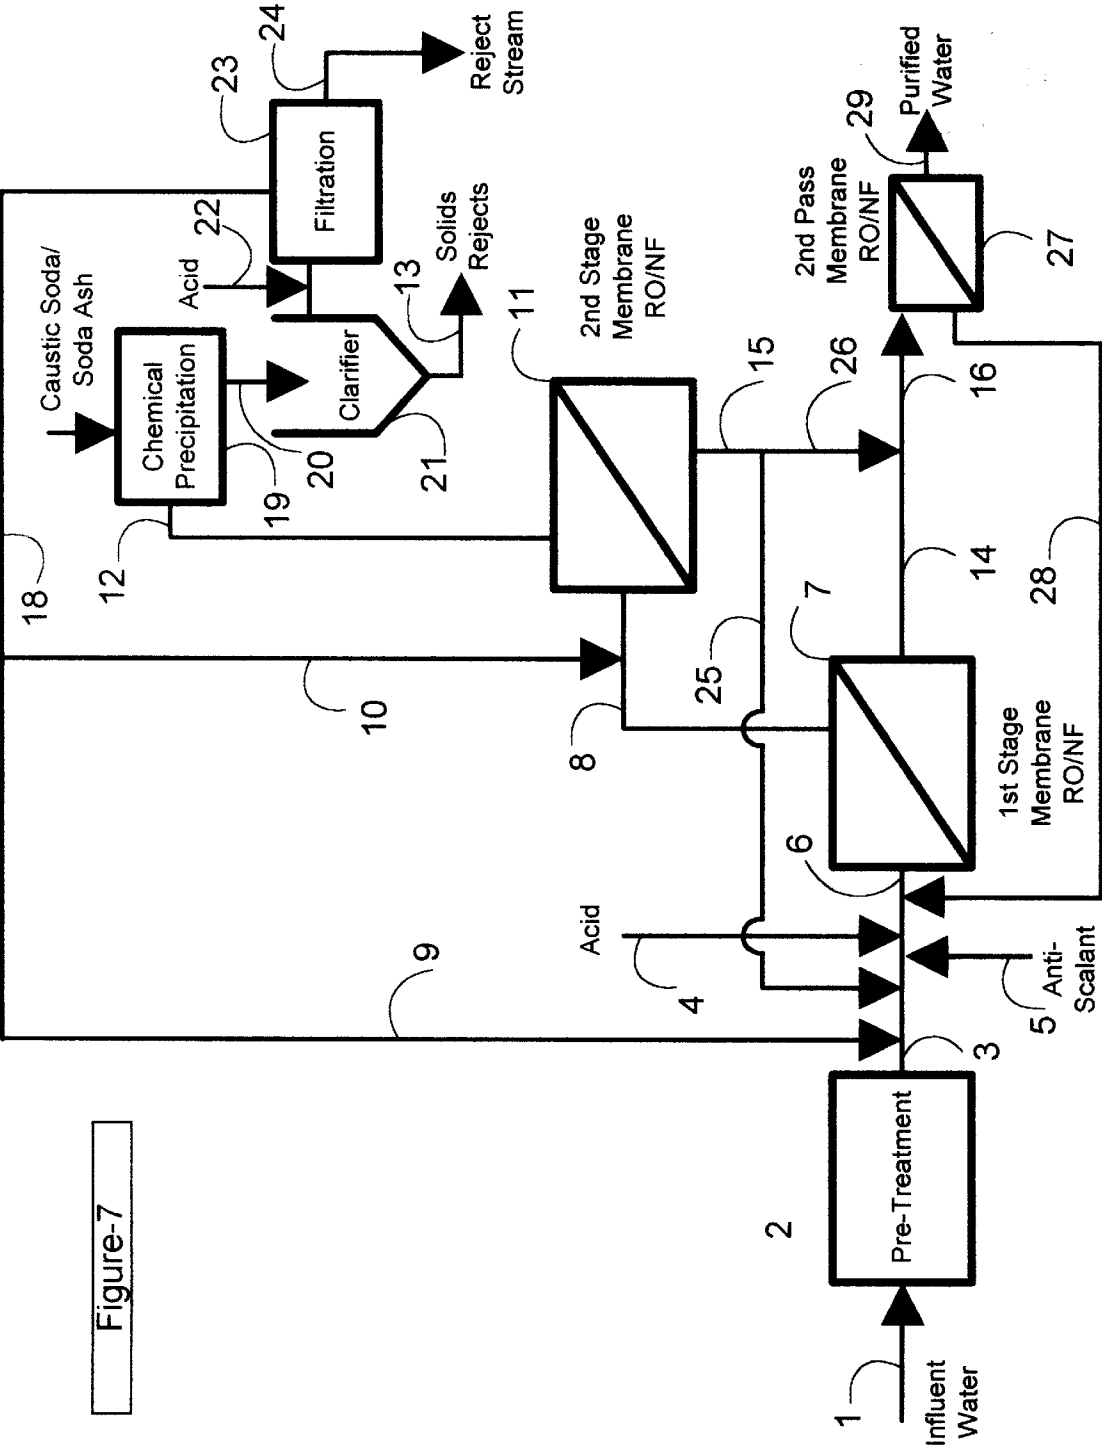 Figure-7
18
12
Caustic Soda/
Soda Ash
Chemical
Precipitation
19
20
Acid
22
23
24
Filtration
Reject
Stream
Clarifier
21
13
Solids
Rejects
9
10
8
11
2nd Stage
Membrane
RO/NF
15
26
25
Acid
4
6
7
14
16
2nd Pass
Membrane
RO/NF
29
Purified
Water
27
28
1st Stage
Membrane
RO/NF
5
Anti-
Scalant
3
2
Pre-Treatment
1
Influent
Water